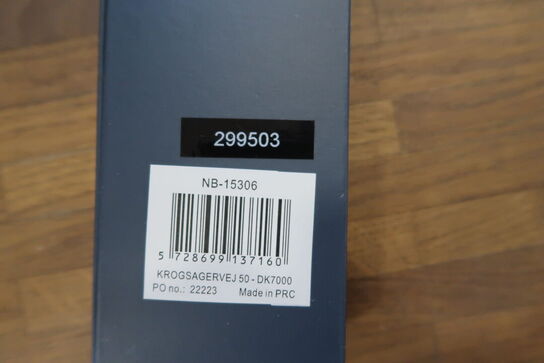 299503
NB-15306
5 728699 137160
KROGSAGERVEJ 50 - DK7000
PO no.: 22223 Made in PRC